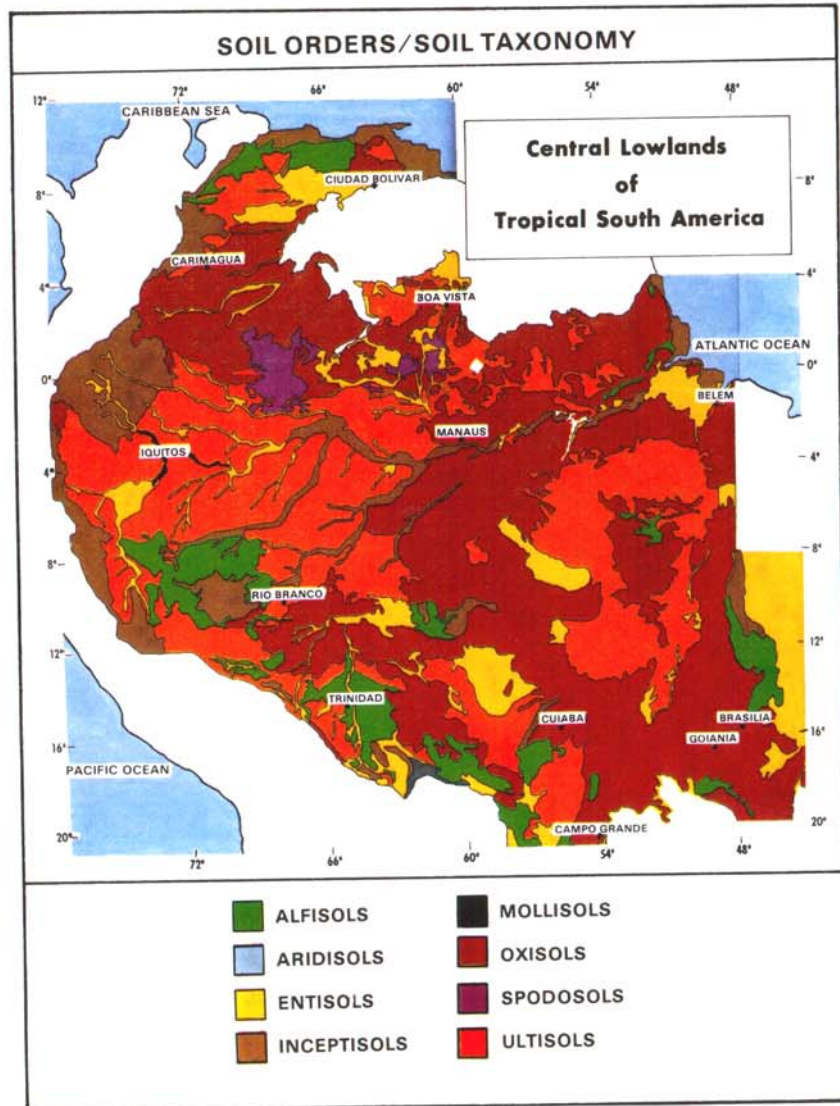 SOIL ORDERS/SOIL TAXONOMY
72° 66° 60° 54° 48°
12°
CARIBBEAN SEA
Central Lowlands
of
Tropical South America
CIUDAD BOLIVAR
8° 8°
CARIMAGUA
4° 4°
BOA VISTA
ATLANTIC OCEAN
0° 0°
BELEM
MANAUS
IQUITOS
4° 4°
8° 8°
RIO BRANCO
12° 12°
TRINIDAD
CUIABA
BRASILIA
GOIANIA
16° 16°
PACIFIC OCEAN
CAMPO GRANDE
20° 20°
72° 66° 60° 54° 48°
ALFISOLS
ARIDISOLS
ENTISOLS
INCEPTISOLS
MOLLISOLS
OXISOLS
SPODOSOLS
ULTISOLS